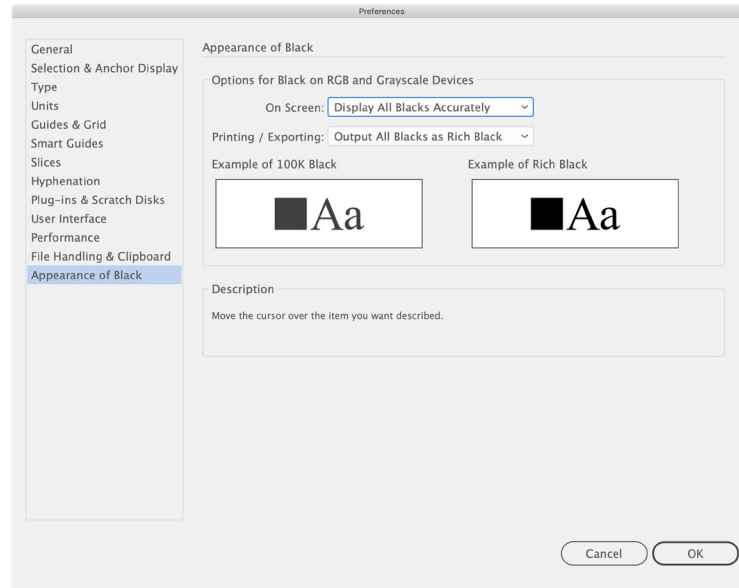 Preferences
General
Selection & Anchor Display
Type
Units
Guides & Grid
Smart Guides
Slices
Hyphenation
Plug-ins & Scratch Disks
User Interface
Performance
File Handling & Clipboard
Appearance of Black
Appearance of Black
Options for Black on RGB and Grayscale Devices
On Screen: Display All Blacks Accurately
Printing / Exporting: Output All Blacks as Rich Black
Example of 100K Black
Aa
Example of Rich Black
Aa
Description
Move the cursor over the item you want described.
Cancel
OK